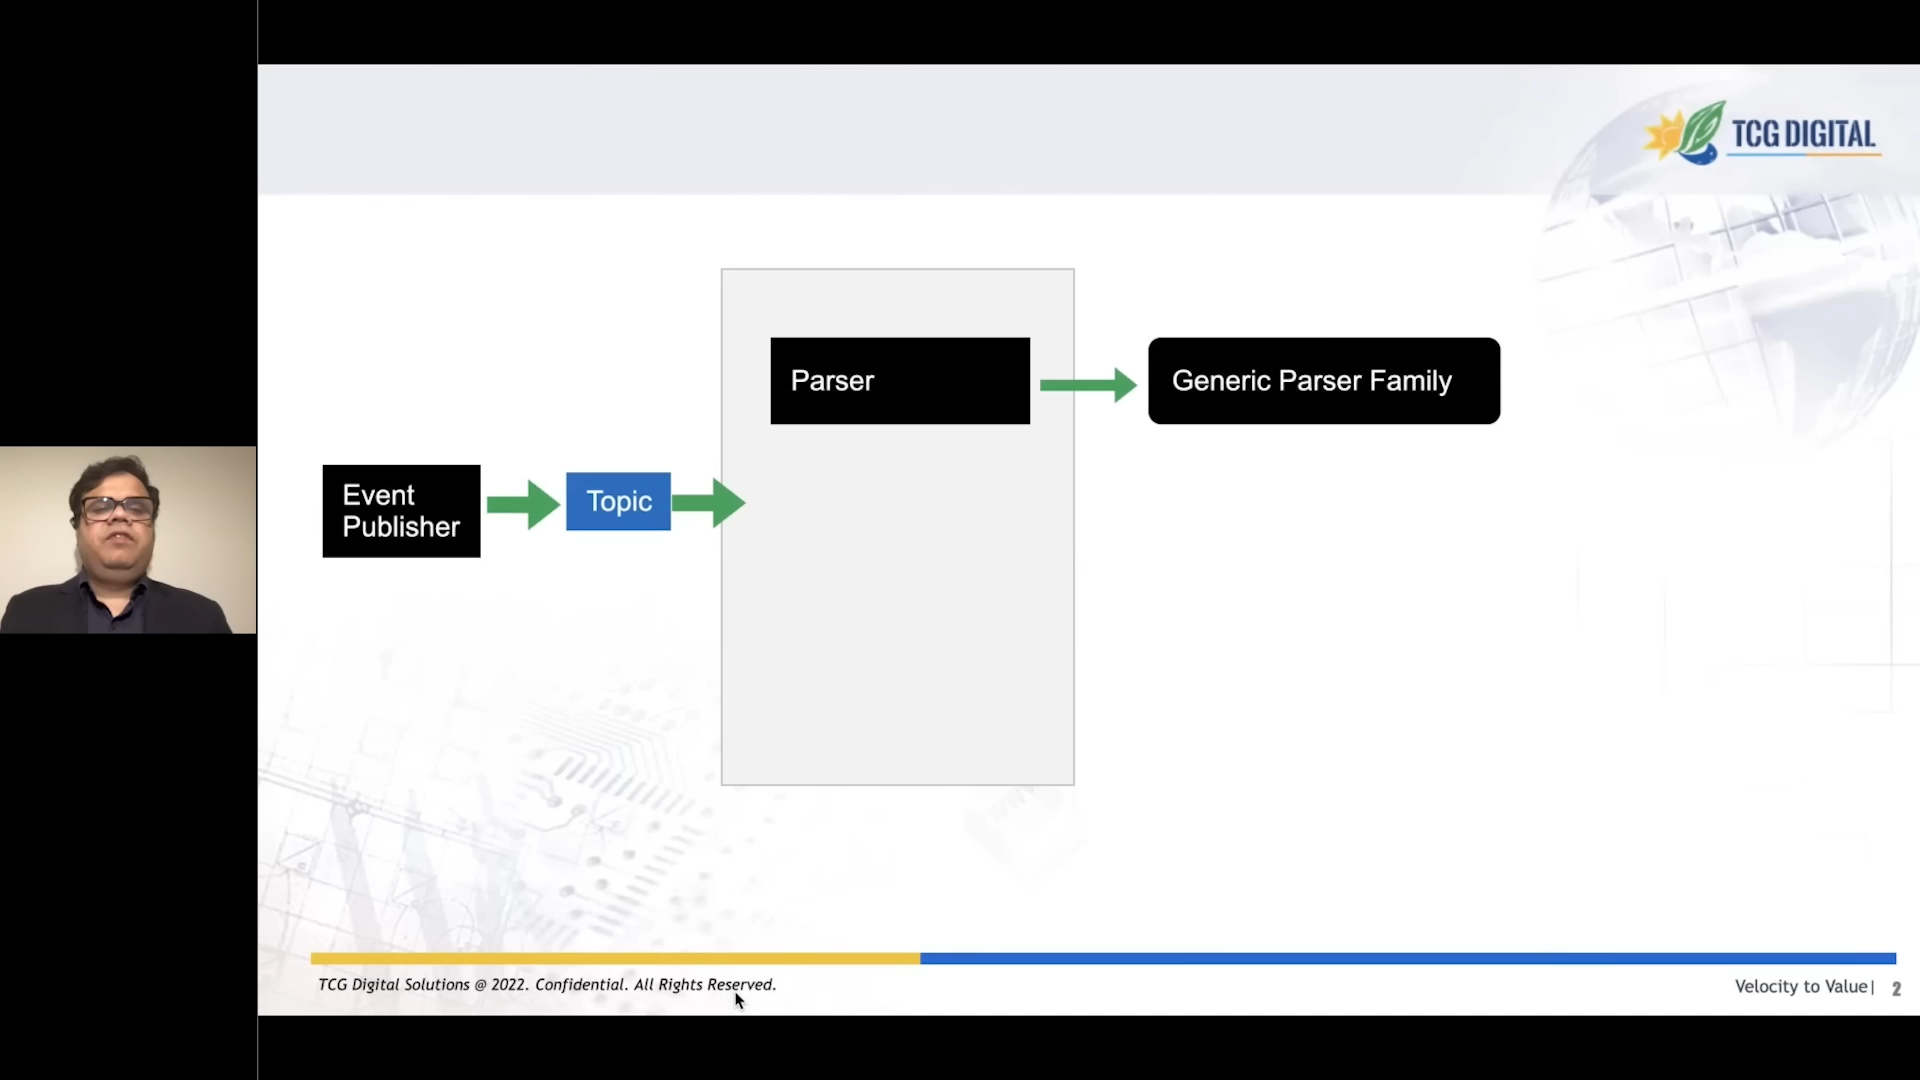 TCG DIGITAL
Parser
Generic Parser Family
Event
Publisher
Topic
TCG Digital Solutions @ 2022. Confidential. All Rights Reserved.
Velocity to Value| 2